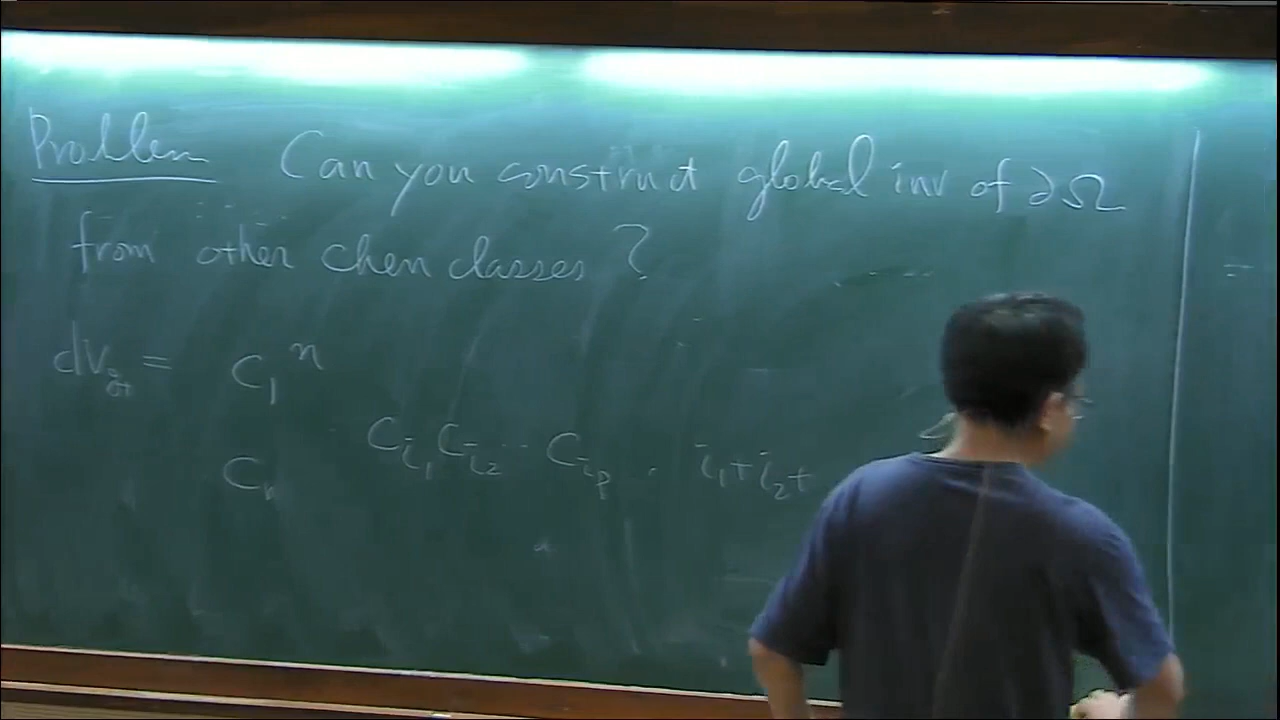 Problem Can you construct global inv of ∂Ω
from other chern classes ?
dV_{g_+} = C_1^n
C_{i_1} C_{i_2} ... C_{i_p} . i_1 + i_2 +
C_n